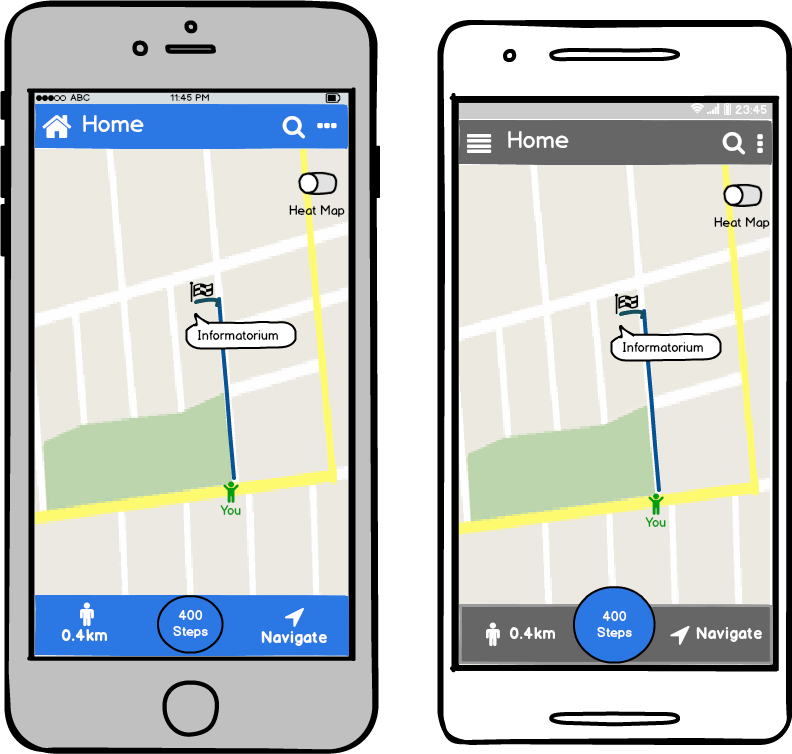 ABC 11:45 PM
Home
Heat Map
Informatorium
You
0.4km
400
Steps
Navigate
23:45
Home
Heat Map
Informatorium
You
0.4km
400
Steps
Navigate